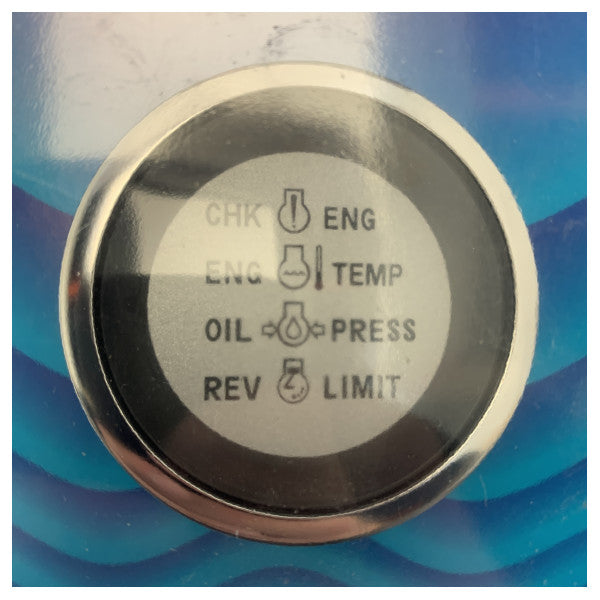 CHK ENG
ENG TEMP
OIL PRESS
REV LIMIT